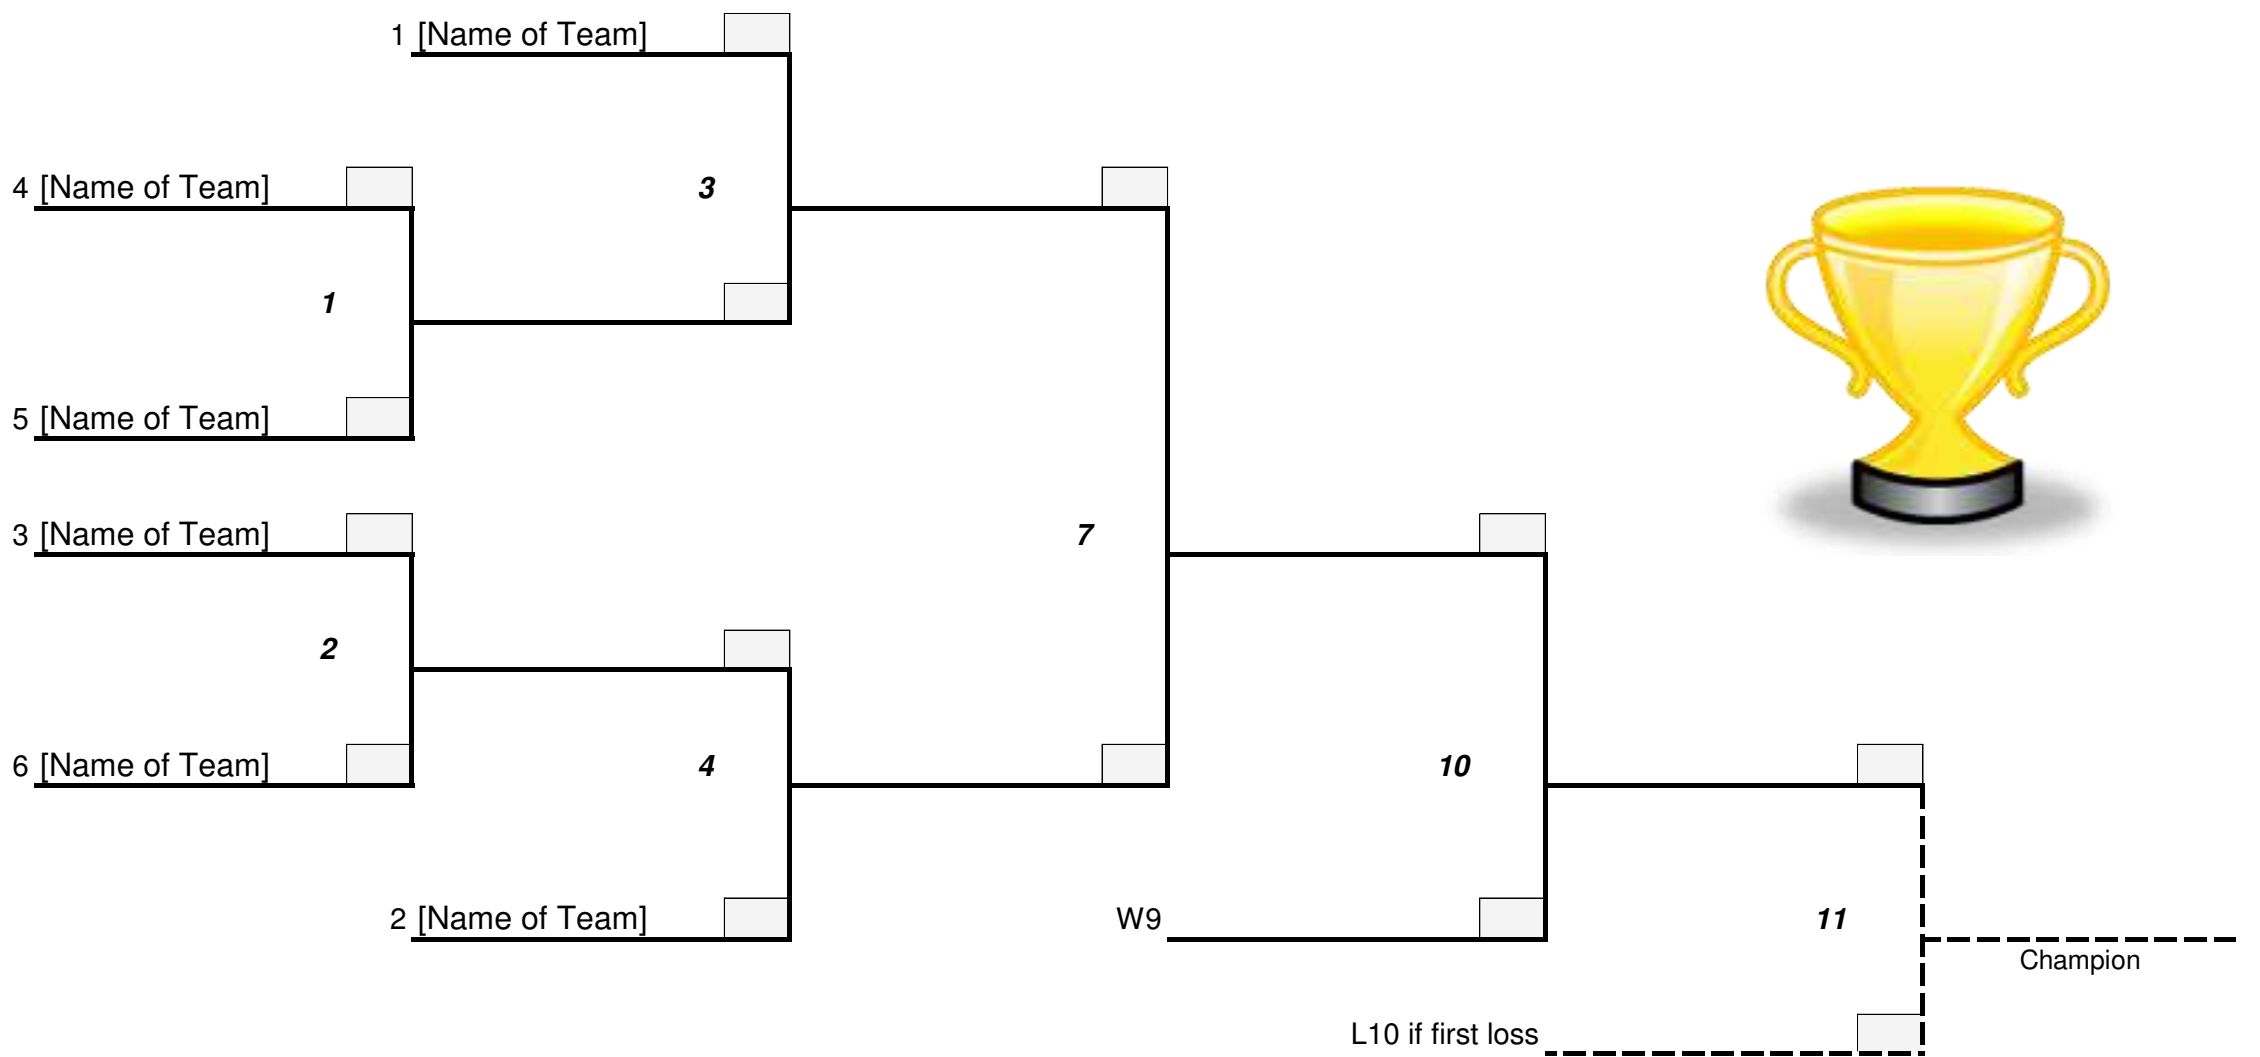 1 [Name of Team]
4 [Name of Team]
3
1
5 [Name of Team]
3 [Name of Team]
7
2
6 [Name of Team]
4
10
2 [Name of Team]
W9
11
Champion
L10 if first loss